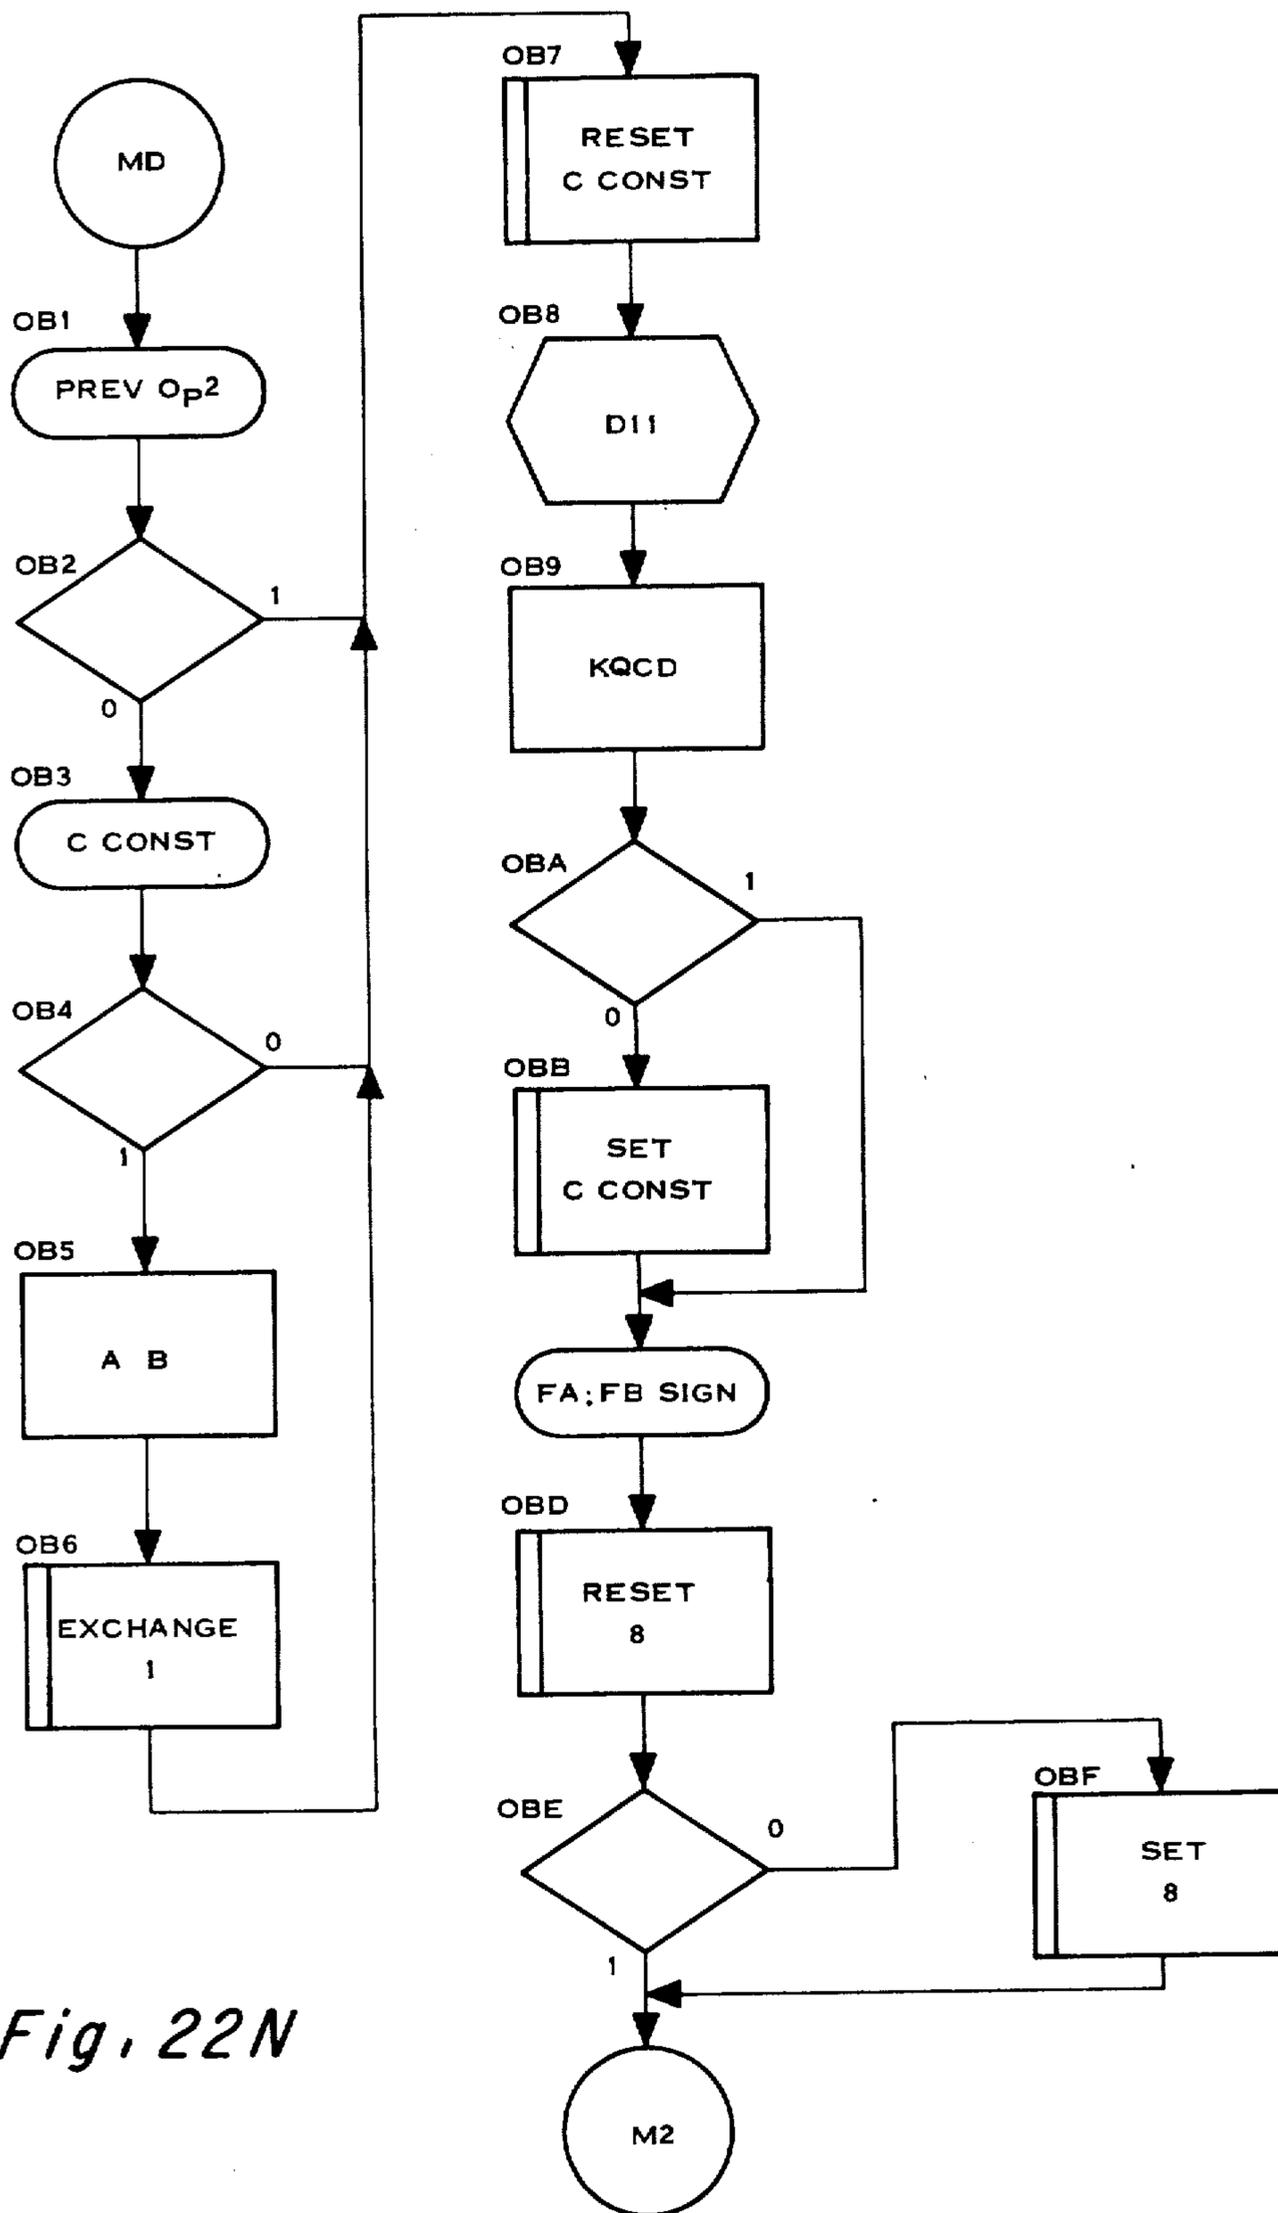 MD
OB1
PREV OP2
OB2
1
0
OB3
C CONST
OB4
0
1
OB5
A B
OB6
EXCHANGE
1
OB7
RESET
C CONST
OB8
D11
OB9
KQCD
OBA
1
0
OBB
SET
C CONST
FA; FB SIGN
OBD
RESET
8
OBE
0
1
OBF
SET
8
M2
Fig. 22N